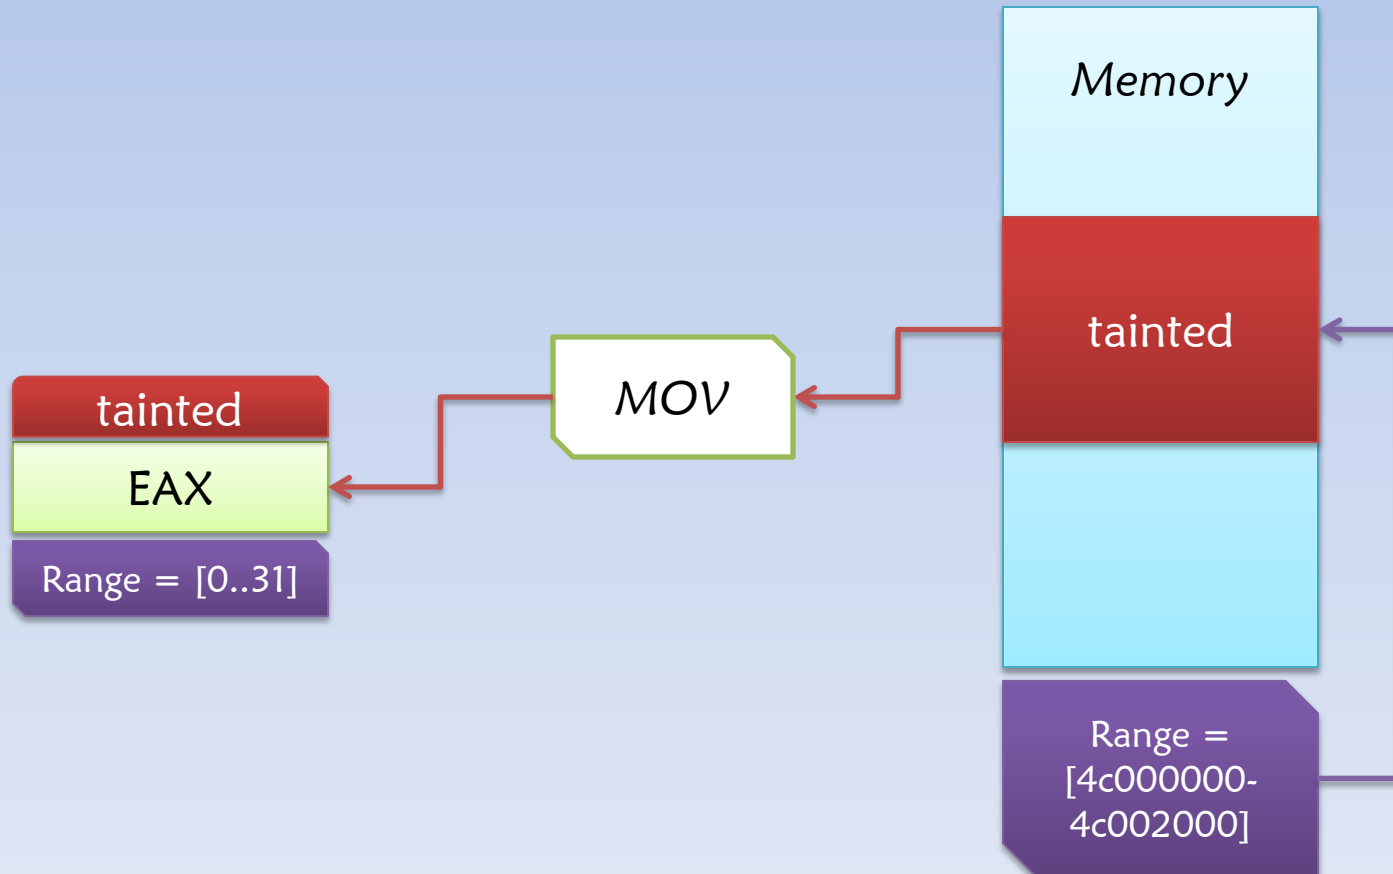 Memory
tainted
MOV
tainted
EAX
Range = [0..31]
Range =
[4c000000-
4c002000]